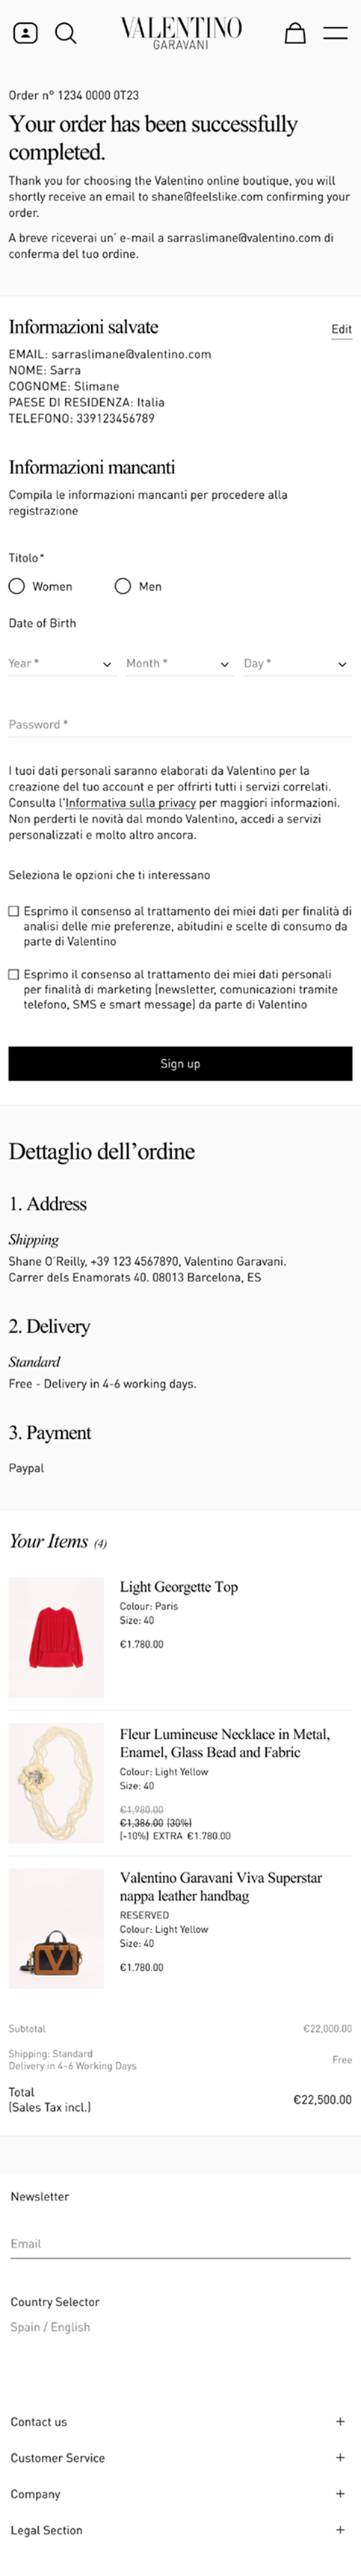 VALENTINO
GARAVANI
Order n° 1234 0000 0T23
Your order has been successfully
completed.
Thank you for choosing the Valentino online boutique, you will
shortly receive an email to shane@feelslike.com confirming your
order.
A breve riceverai un’ e-mail a sarraslimane@valentino.com di
conferma del tuo ordine.
Informazioni salvate
Edit
EMAIL: sarraslimane@valentino.com
NOME: Sarra
COGNOME: Slimane
PAESE DI RESIDENZA: Italia
TELEFONO: 339123456789
Informazioni mancanti
Compila le informazioni mancanti per procedere alla
registrazione
Titolo*
Women Men
Date of Birth
Year * Month * Day *
Password *
I tuoi dati personali saranno elaborati da Valentino per la
creazione del tuo account e per offrirti tutti i servizi correlati.
Consulta l'Informativa sulla privacy per maggiori informazioni.
Non perderti le novità dal mondo Valentino, accedi a servizi
personalizzati e molto altro ancora.
Seleziona le opzioni che ti interessano
Esprimo il consenso al trattamento dei miei dati per finalità di
analisi delle mie preferenze, abitudini e scelte di consumo da
parte di Valentino
Esprimo il consenso al trattamento dei miei dati personali
per finalità di marketing (newsletter, comunicazioni tramite
telefono, SMS e smart message) da parte di Valentino
Sign up
Dettaglio dell’ordine
1. Address
Shipping
Shane O’Reilly, +39 123 4567890, Valentino Garavani.
Carrer dels Enamorats 40. 08013 Barcelona, ES
2. Delivery
Standard
Free - Delivery in 4-6 working days.
3. Payment
Paypal
Your Items (4)
Light Georgette Top
Colour: Paris
Size: 40
€1.780.00
Fleur Lumineuse Necklace in Metal,
Enamel, Glass Bead and Fabric
Colour: Light Yellow
Size: 40
€1,980.00
€1,386.00 (30%)
(-10%) EXTRA €1.780.00
Valentino Garavani Viva Superstar
nappa leather handbag
RESERVED
Colour: Light Yellow
Size: 40
€1.780.00
Subtotal €22,000.00
Shipping: Standard
Delivery in 4-6 Working Days
Free
Total
(Sales Tax incl.)
€22,500.00
Newsletter
Email
Country Selector
Spain / English
Contact us +
Customer Service +
Company +
Legal Section +